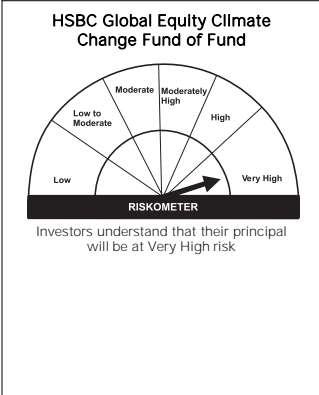 HSBC Global Equity Climate
Change Fund of Fund
Moderate
Moderately
High
Low to
Moderate
High
Low
Very High
RISKOMETER
Investors understand that their principal
will be at Very High risk